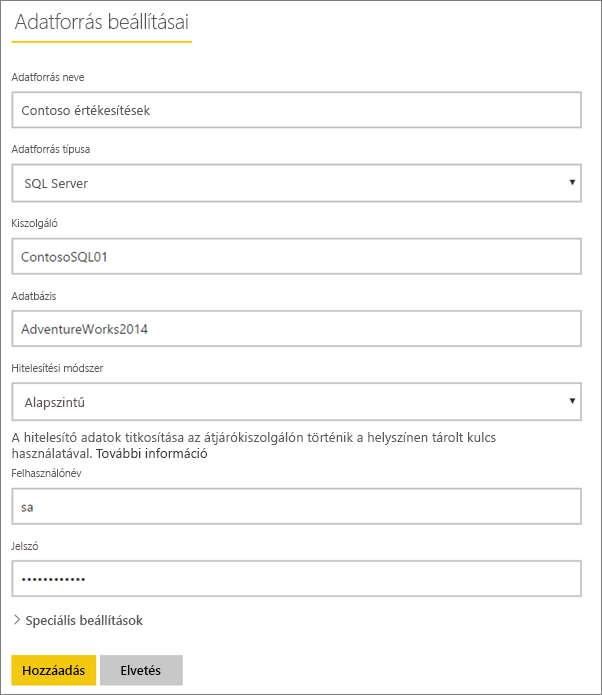 Adatforrás beállításai
Adatforrás neve
Contoso értékesítések
Adatforrás típusa
SQL Server
Kiszolgáló
ContosoSQL01
Adatbázis
AdventureWorks2014
Hitelesítési módszer
Alapszintű
A hitelesítő adatok titkosítása az átjárókiszolgálón történik a helyszínen tárolt kulcs
használatával. További információ
Felhasználónév
sa
Jelszó
••••••••••••
Speciális beállítások
Hozzáadás
Elvetés